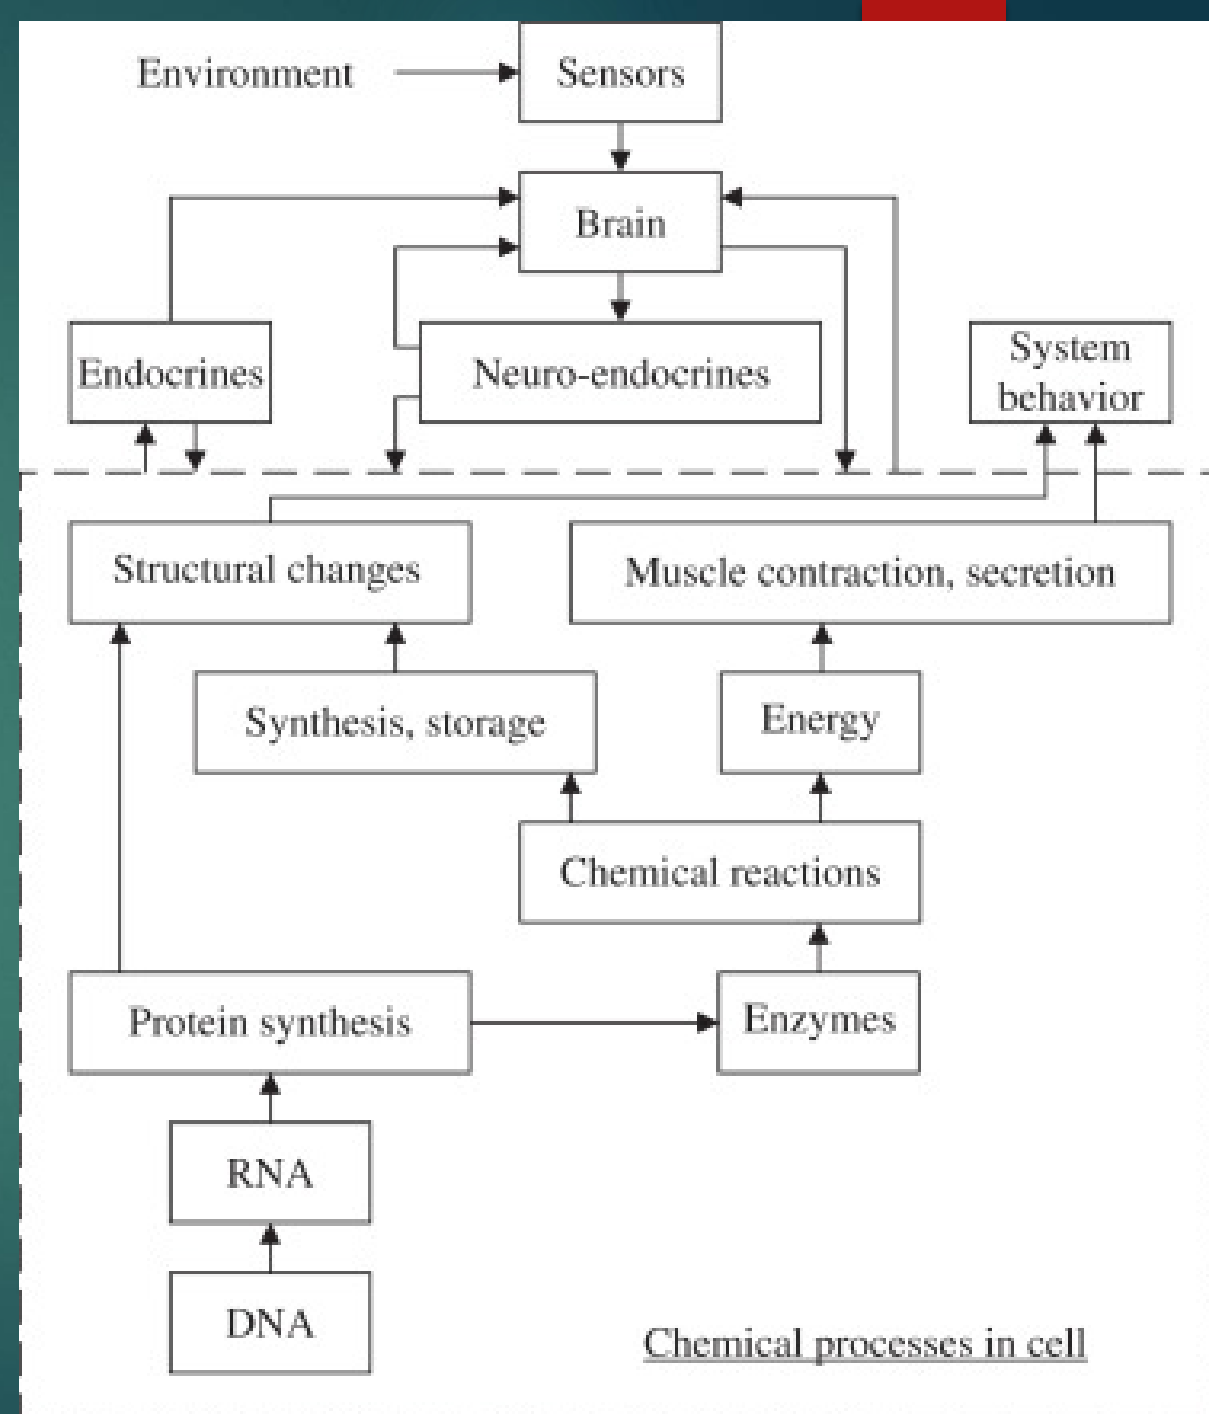 Environment
Sensors
Brain
Endocrines
Neuro-endocrines
System
behavior
Structural changes
Muscle contraction, secretion
Synthesis, storage
Energy
Chemical reactions
Protein synthesis
Enzymes
RNA
DNA
Chemical processes in cell